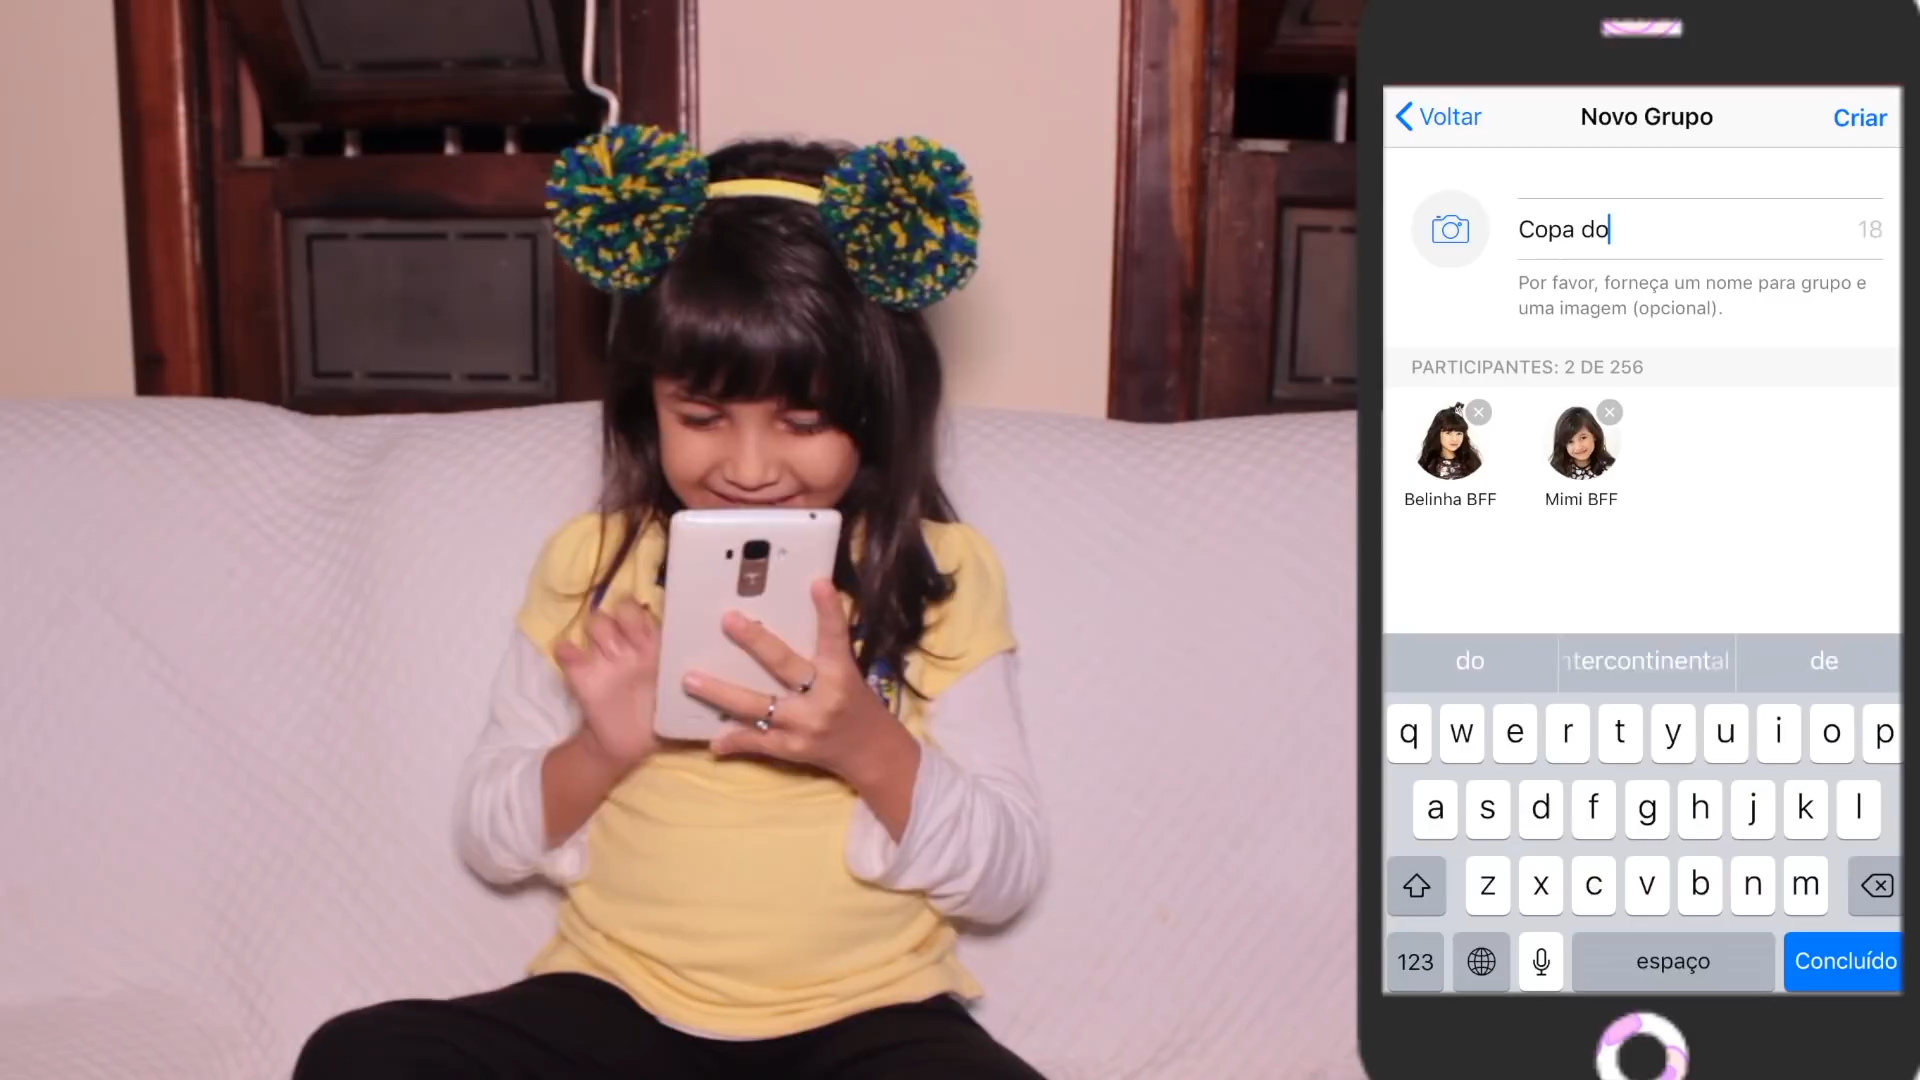 Voltar Novo Grupo Criar
Copa do 18
Por favor, forneça um nome para grupo e
uma imagem (opcional).
PARTICIPANTES: 2 DE 256
Belinha BFF Mimi BFF
do ntercontinental de
q w e r t y u i o p
a s d f g h j k l
z x c v b n m
123 espaço Concluído